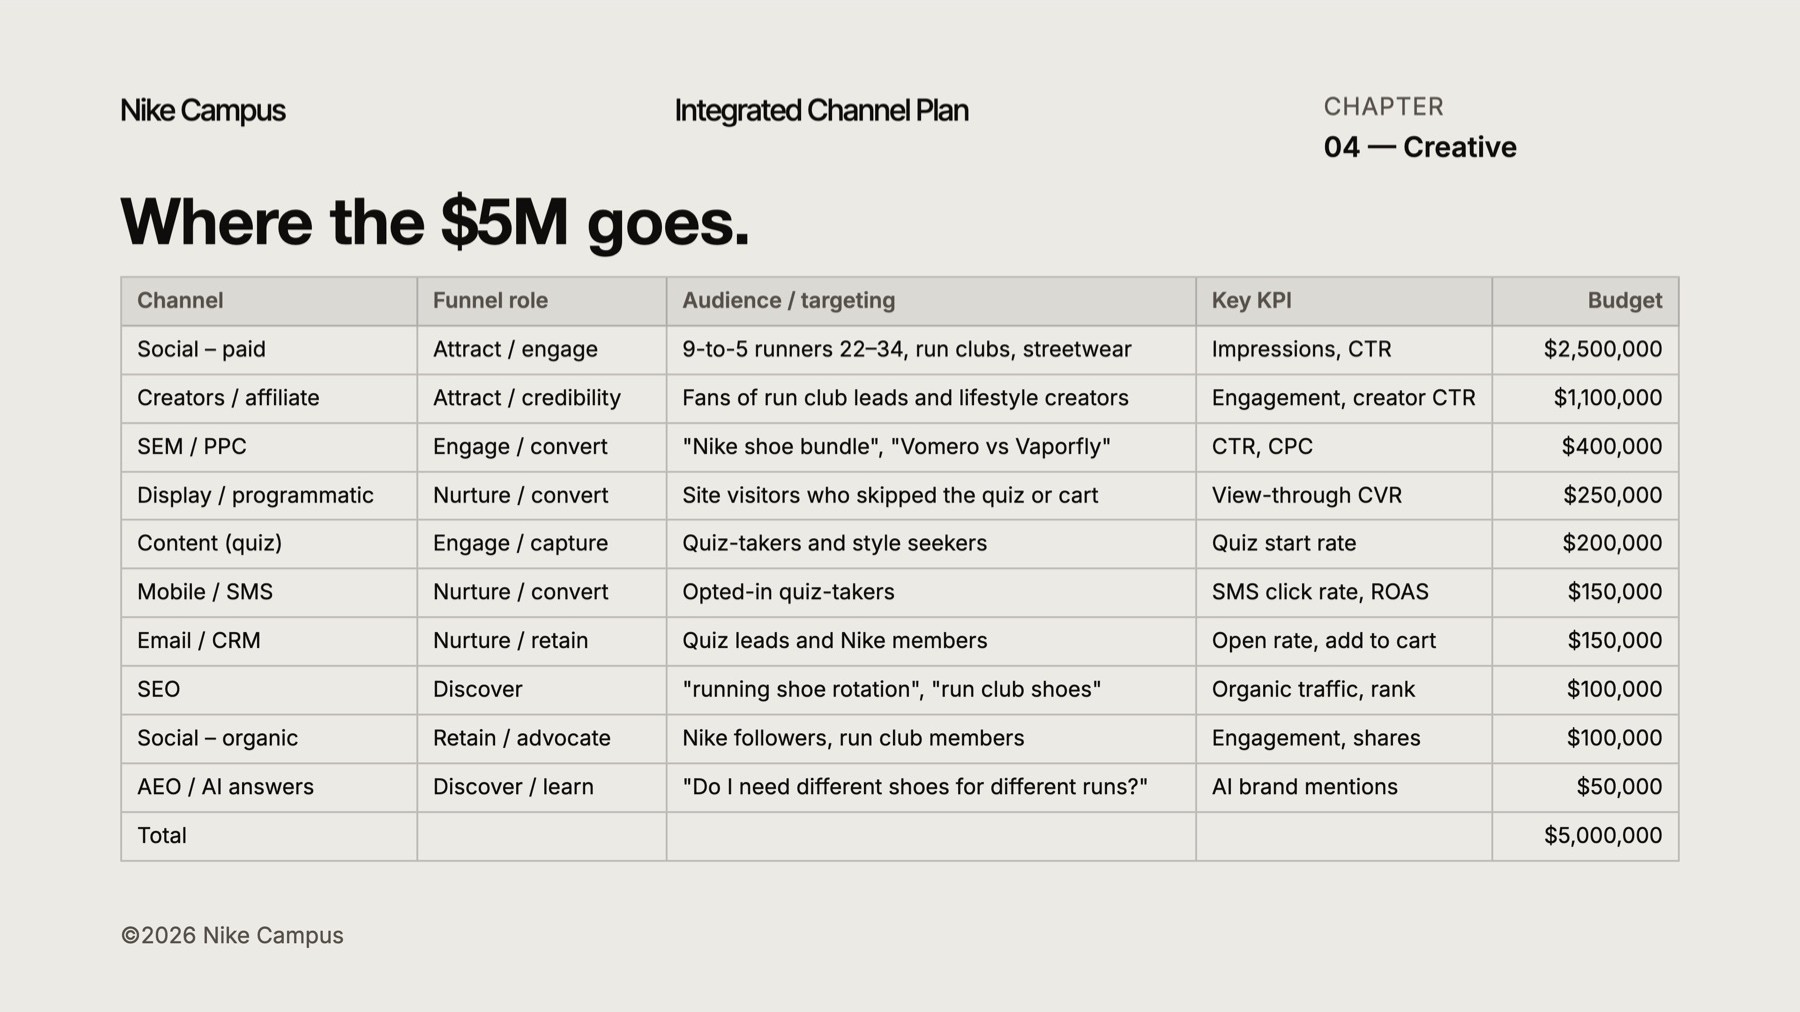 Nike Campus
Integrated Channel Plan
CHAPTER
04 — Creative
Where the $5M goes.
Channel Funnel role Audience / targeting Key KPI Budget
Social – paid Attract / engage 9-to-5 runners 22–34, run clubs, streetwear Impressions, CTR $2,500,000
Creators / affiliate Attract / credibility Fans of run club leads and lifestyle creators Engagement, creator CTR $1,100,000
SEM / PPC Engage / convert "Nike shoe bundle", "Vomero vs Vaporfly" CTR, CPC $400,000
Display / programmatic Nurture / convert Site visitors who skipped the quiz or cart View-through CVR $250,000
Content (quiz) Engage / capture Quiz-takers and style seekers Quiz start rate $200,000
Mobile / SMS Nurture / convert Opted-in quiz-takers SMS click rate, ROAS $150,000
Email / CRM Nurture / retain Quiz leads and Nike members Open rate, add to cart $150,000
SEO Discover "running shoe rotation", "run club shoes" Organic traffic, rank $100,000
Social – organic Retain / advocate Nike followers, run club members Engagement, shares $100,000
AEO / AI answers Discover / learn "Do I need different shoes for different runs?" AI brand mentions $50,000
Total $5,000,000
©2026 Nike Campus